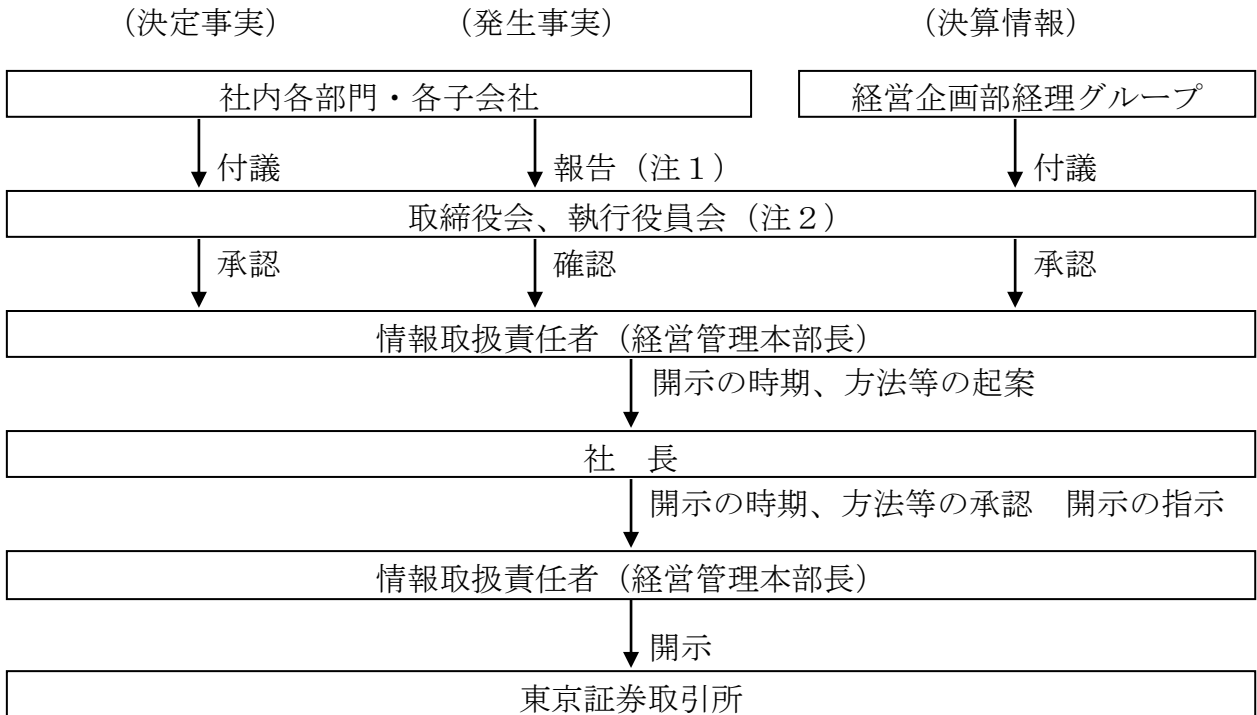 (決定事実) (発生事実) (決算情報)
社内各部門・各子会社 経営企画部経理グループ
付議 報告(注1) 付議
取締役会、執行役員会(注2)
承認 確認 承認
情報取扱責任者(経営管理本部長)
開示の時期、方法等の起案
社 長
開示の時期、方法等の承認 開示の指示
情報取扱責任者(経営管理本部長)
開示
東京証券取引所